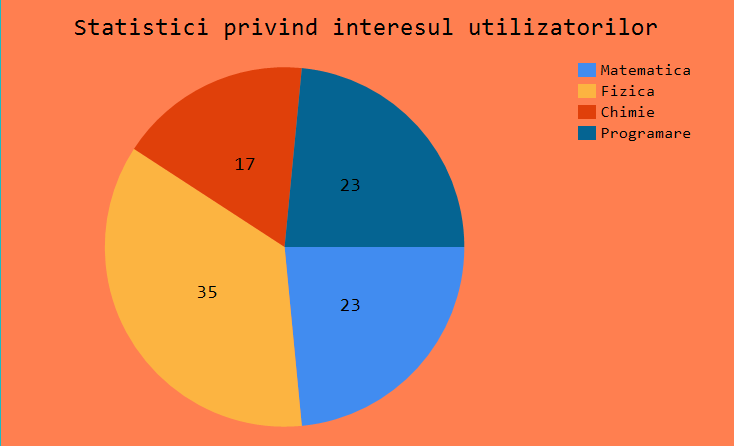 Statistici privind interesul utilizatorilor
Matematica
Fizica
Chimie
Programare
17
23
35
23